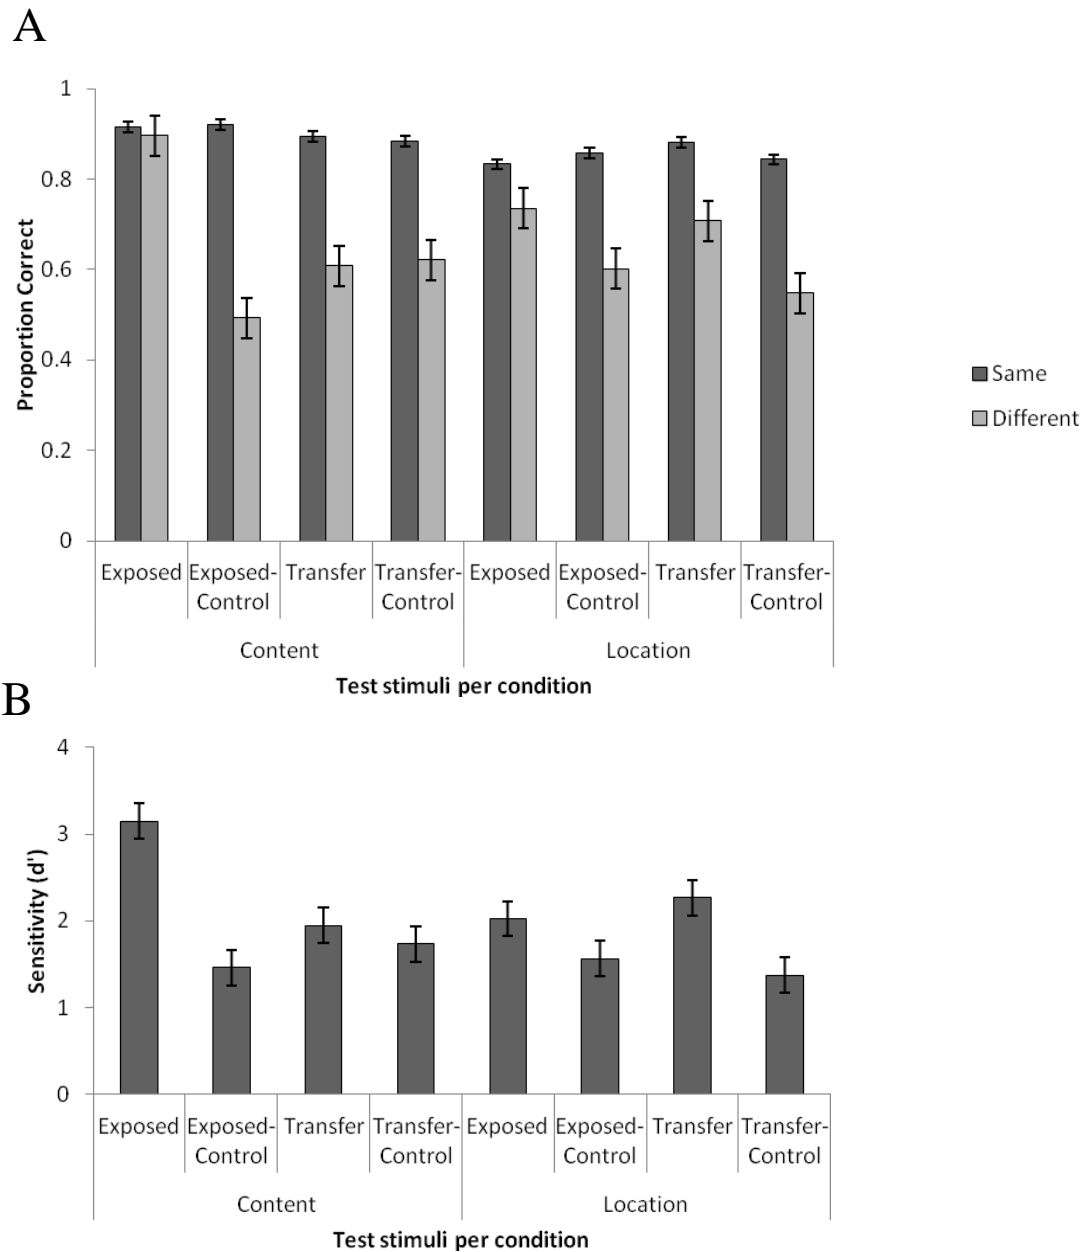 A
1
0.8
0.6
0.4
0.2
0
Proportion Correct
Same
Different
Exposed Exposed- Transfer Transfer- Exposed Exposed- Transfer Transfer-
Control Control Control Control
Content Location
Test stimuli per condition
B
4
3
2
1
0
Sensitivity (d')
Exposed Exposed- Transfer Transfer- Exposed Exposed- Transfer Transfer-
Control Control Control Control
Content Location
Test stimuli per condition